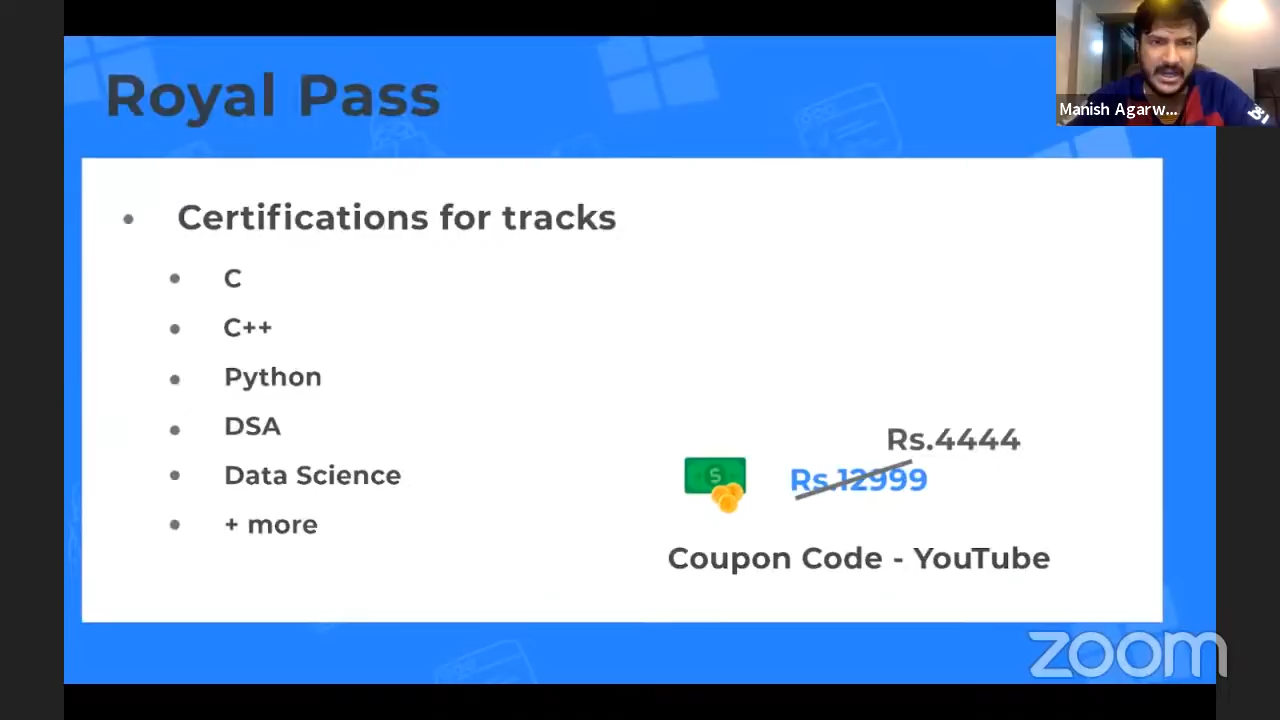 Royal Pass
Manish Agarw...
• Certifications for tracks
• C
• C++
• Python
• DSA
• Data Science
• + more
Rs.4444
Rs.12999
Coupon Code - YouTube
zoom